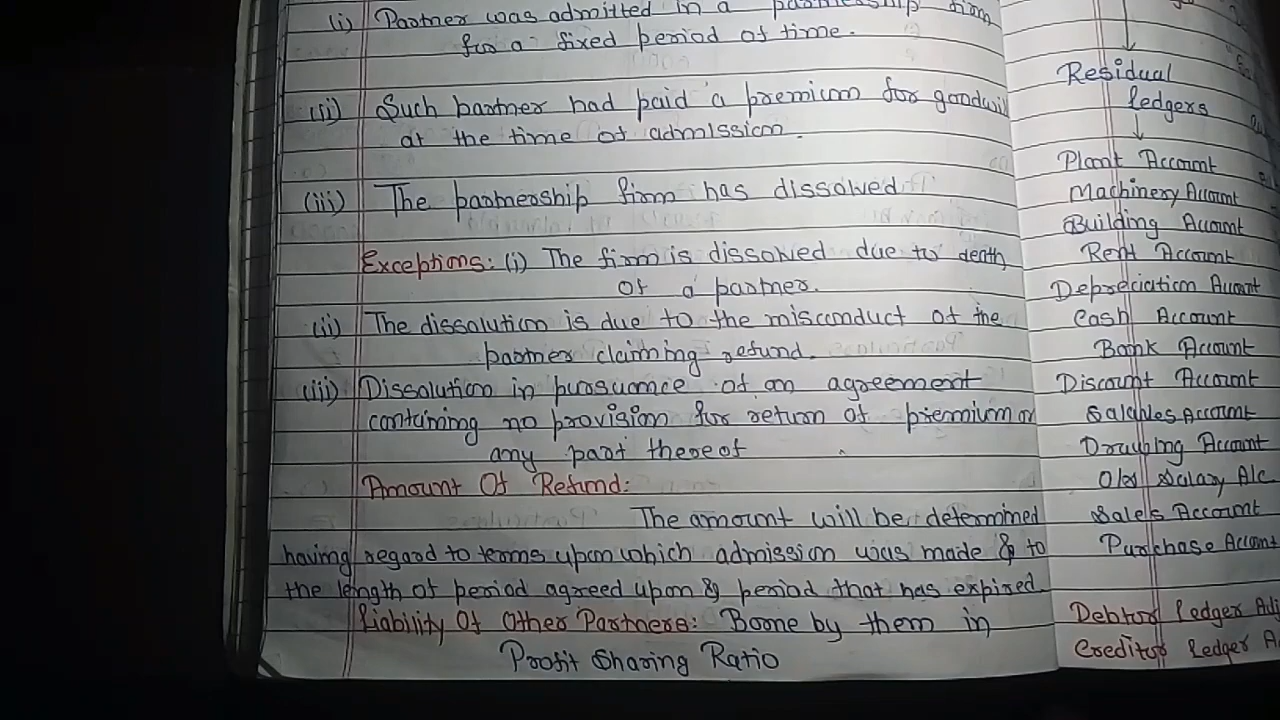 (i) Partner was admitted in a partnership firm
for a fixed period of time.
(ii) Such partner had paid a premium for goodwill
at the time of admission.
(iii) The partnership firm has dissolved
Exceptions: (i) The firm is dissolved due to death
of a partner.
(ii) The dissolution is due to the misconduct of the
partner claiming refund.
(iii) Dissolution in pursuance of an agreement
containing no provision for return of premium or
any part thereof
Amount Of Refund:
The amount will be determined
having regard to terms upon which admission was made & to
the length of period agreed upon & period that has expired.
Liability Of Other Partners: Borne by them in
Profit Sharing Ratio
Residual
ledgers
Plant Account
Machinery Account
Building Account
Rent Account
Depreciation Account
Cash Account
Bank Account
Discount Account
Account
Account
Salary A/c
Sales Account
Purchase Account
Debtor Ledger
Creditor Ledger